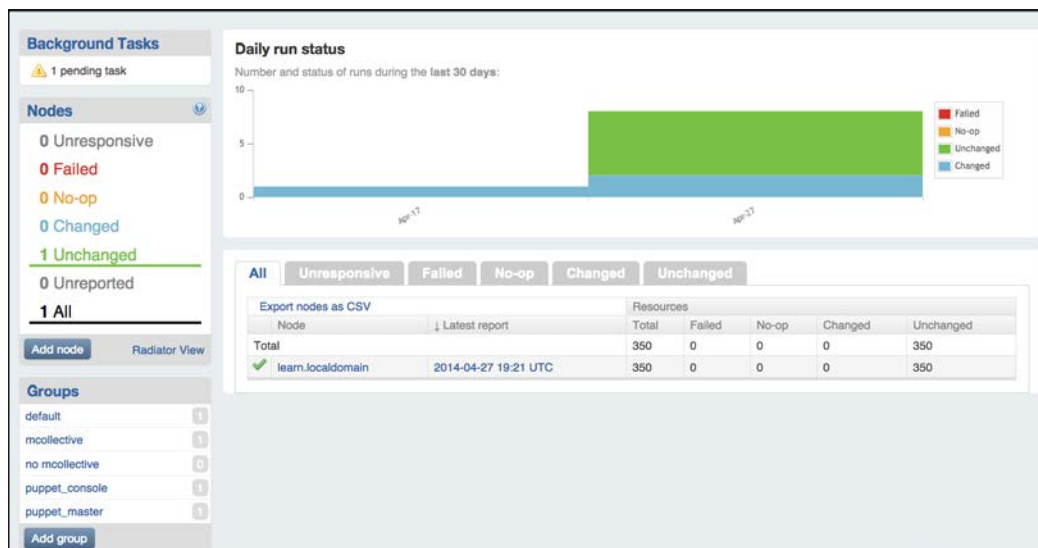 Background Tasks
1 pending task
Nodes
0 Unresponsive
0 Failed
0 No-op
0 Changed
1 Unchanged
0 Unreported
1 All
Add node Radiator View
Groups
default 1
mcollective 1
no mcollective 0
puppet_console 1
puppet_master 1
Add group
Daily run status
Number and status of runs during the last 30 days:
10
5
0
Apr-17 Apr-27
Failed
No-op
Unchanged
Changed
All Unresponsive Failed No-op Changed Unchanged
Export nodes as CSV Resources
Node ↓ Latest report Total Failed No-op Changed Unchanged
Total 350 0 0 0 350
learn.localdomain 2014-04-27 19:21 UTC 350 0 0 0 350